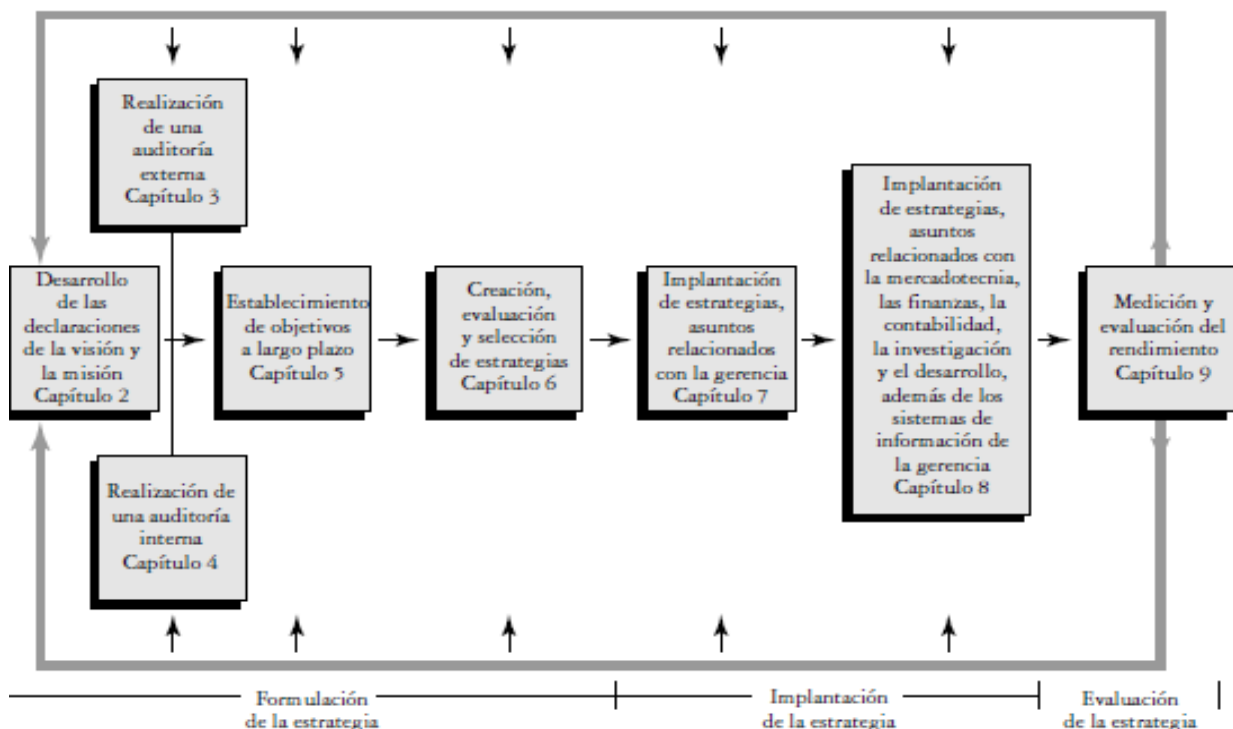 Realización
de una
auditoría
externa
Capítulo 3
Desarrollo
de las
declaraciones
de la visión y
la misión
Capítulo 2
Realización de
una auditoría
interna
Capítulo 4
Establecimiento
de objetivos
a largo plazo
Capítulo 5
Creación,
evaluación
y selección
de estrategias
Capítulo 6
Implantación
de estrategias,
asuntos
relacionados
con la gerencia
Capítulo 7
Implantación
de estrategias,
asuntos
relacionados con
la mercadotecnia,
las finanzas, la
contabilidad,
la investigación
y el desarrollo,
además de los
sistemas de
información de
la gerencia
Capítulo 8
Medición y
evaluación del
rendimiento
Capítulo 9
Formulación
de la estrategia
Implantación
de la estrategia
Evaluación
de la estrategia